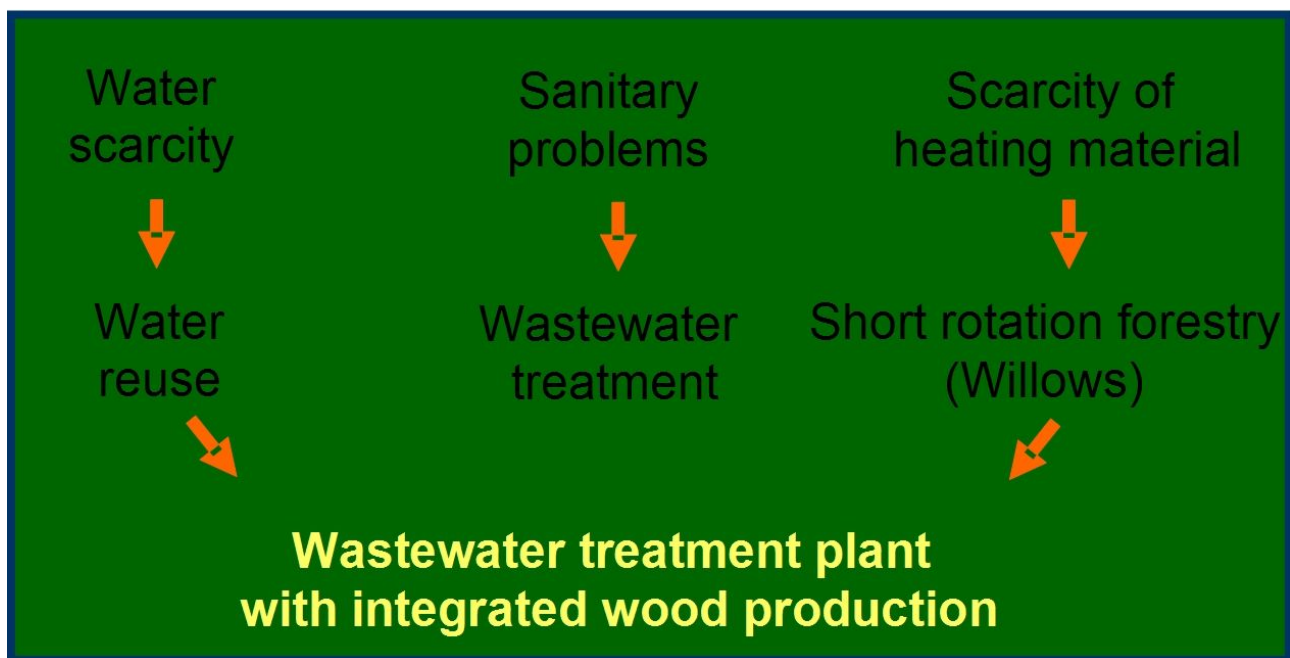 Water
scarcity
Sanitary
problems
Scarcity of
heating material
Water
reuse
Wastewater
treatment
Short rotation forestry
(Willows)
Wastewater treatment plant
with integrated wood production